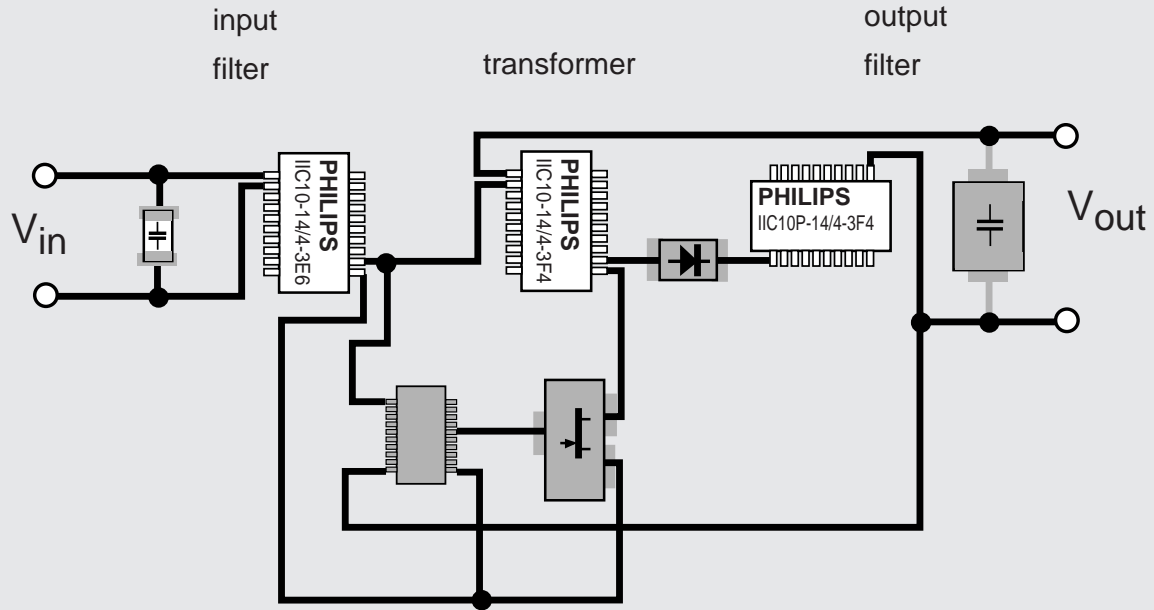 input
filter
transformer
output
filter
V in
PHILIPS
IIC10-14/4-3E6
PHILIPS
IIC10-14/4-3F4
PHILIPS
IIC10P-14/4-3F4
V out